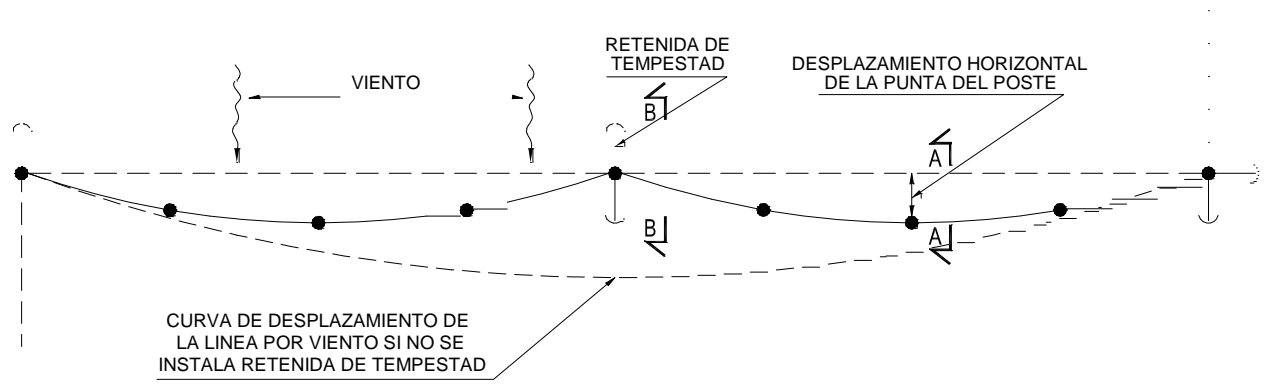 RETENIDA DE
TEMPESTAD
DESPLAZAMIENTO HORIZONTAL
DE LA PUNTA DEL POSTE
VIENTO
B
A
B
A
CURVA DE DESPLAZAMIENTO DE
LA LINEA POR VIENTO SI NO SE
INSTALA RETENIDA DE TEMPESTAD